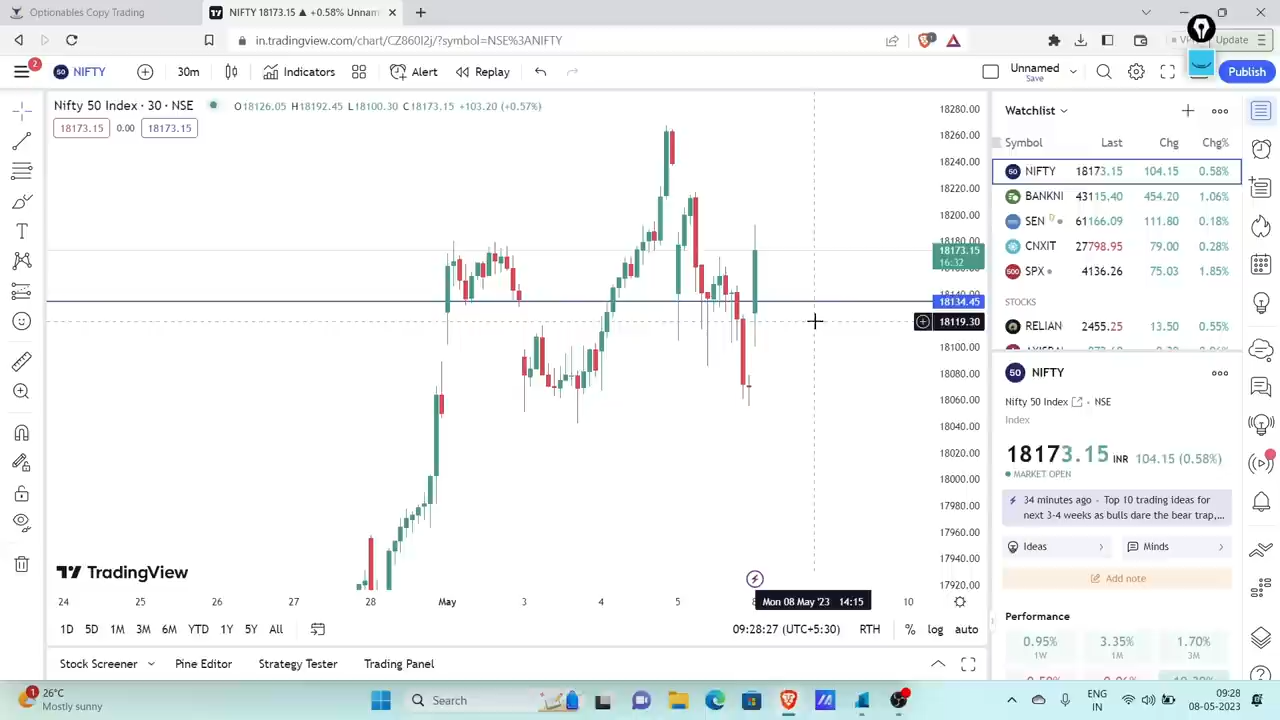 Optionables Copy Trading
NIFTY 18173.15 ▲ +0.58% Unnam
in.tradingview.com/chart/CZ860I2j/?symbol=NSE%3ANIFTY
Update
2
50 NIFTY
30m
Indicators
Alert
Replay
Unnamed
Save
Publish
Nifty 50 Index · 30 · NSE
O18126.05 H18192.45 L18100.30 C18173.15 +103.20 (+0.57%)
18173.15 0.00 18173.15
18280.00
18260.00
18240.00
18220.00
18200.00
18180.00
18173.15
16:32
18134.45
18119.30
18100.00
18080.00
18060.00
18040.00
18020.00
18000.00
17980.00
17960.00
17940.00
17920.00
TradingView
24 25 26 27 28 May 3 4 5 8 Mon 08 May '23 14:15 10
1D 5D 1M 3M 6M YTD 1Y 5Y All
09:28:27 (UTC+5:30) RTH % log auto
Stock Screener Pine Editor Strategy Tester Trading Panel
Watchlist
Symbol Last Chg Chg%
50 NIFTY 18173.15 104.15 0.58%
BANKNI 43115.40 454.20 1.06%
SEN D 61166.09 111.80 0.18%
CNXIT 27798.95 79.00 0.28%
500 SPX 4136.26 75.03 1.85%
STOCKS
RELIAN 2455.25 13.50 0.55%
50 NIFTY
Nifty 50 Index · NSE
Index
18173.15 INR 104.15 (0.58%)
MARKET OPEN
34 minutes ago - Top 10 trading ideas for
next 3-4 weeks as bulls dare the bear trap,...
Ideas Minds
Add note
Performance
0.95% 3.35% 1.70%
1W 1M 3M
1
26°C
Mostly sunny
Search
ENG
IN
09:28
08-05-2023